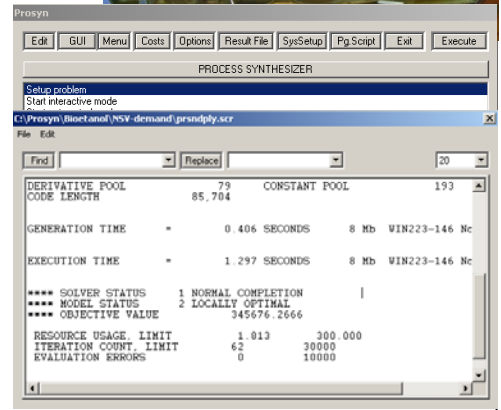 Prosyn
Edit GUI Menu Costs Options Result File SysSetup Pg.Script Exit Execute
PROCESS SYNTHESIZER
Setup problem
Start interactive mode
C:\Prosyn\Bioetanol\NSV-demand\prsndply.scr
File Edit
Find Replace 20
DERIVATIVE POOL 79 CONSTANT POOL 193
CODE LENGTH 85,704
GENERATION TIME = 0.406 SECONDS 8 Mb WIN223-146 Nc
EXECUTION TIME = 1.297 SECONDS 8 Mb WIN223-146 Nc
**** SOLVER STATUS 1 NORMAL COMPLETION
**** MODEL STATUS 2 LOCALLY OPTIMAL
**** OBJECTIVE VALUE 345676.2666
RESOURCE USAGE, LIMIT 1.813 300.000
ITERATION COUNT, LIMIT 62 30000
EVALUATION ERRORS 0 10000